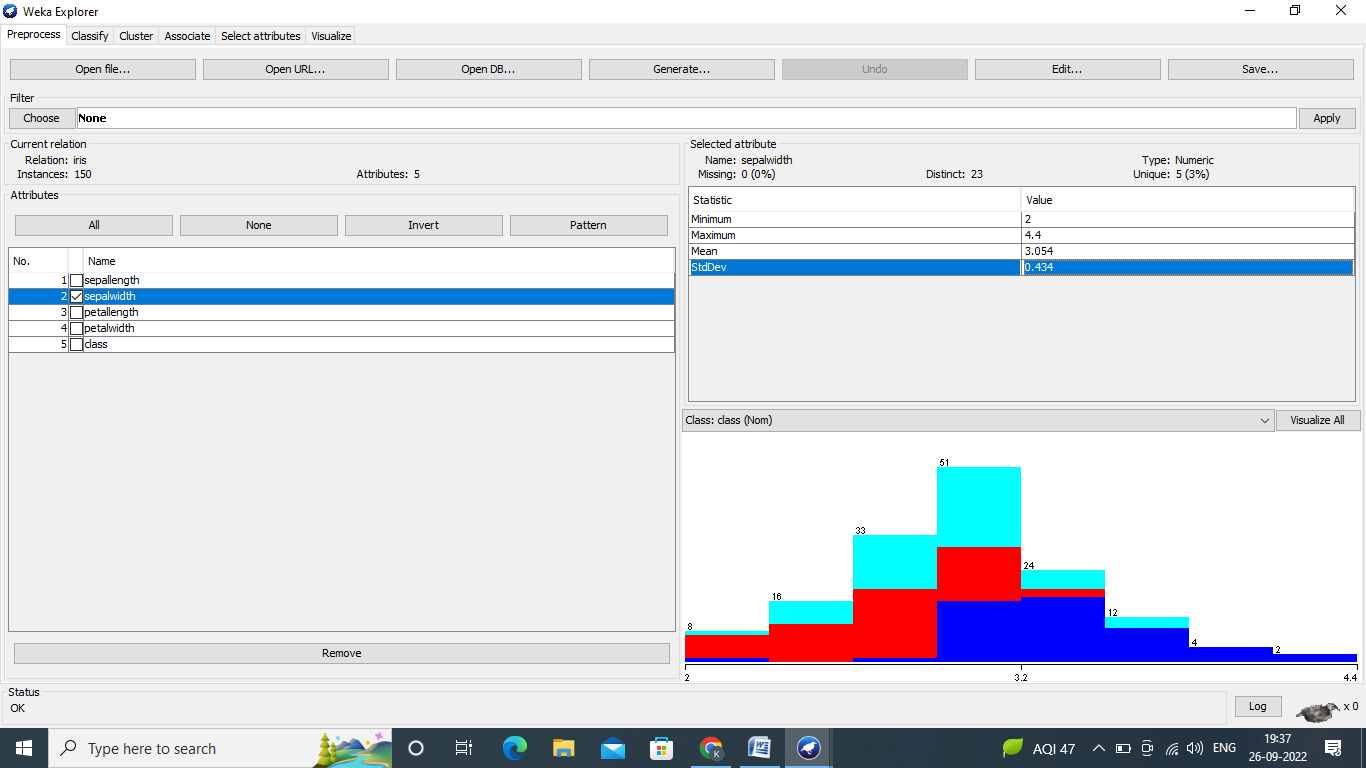 Weka Explorer
Preprocess Classify Cluster Associate Select attributes Visualize
Open file... Open URL... Open DB... Generate... Undo Edit... Save...
Filter
Choose None Apply
Current relation
Relation: iris
Instances: 150 Attributes: 5
Attributes
All None Invert Pattern
No. Name
1 sepallength
2 sepalwidth
3 petallength
4 petalwidth
5 class
Remove
Selected attribute
Name: sepalwidth Type: Numeric
Missing: 0 (0%) Distinct: 23 Unique: 5 (3%)
Statistic Value
Minimum 2
Maximum 4.4
Mean 3.054
StdDev 0.434
Class: class (Nom) Visualize All
8 16 33 51 24 12 4 2
2 3.2 4.4
Status
OK
Log x 0
Type here to search
K
W
AQI 47
ENG
19:37
26-09-2022